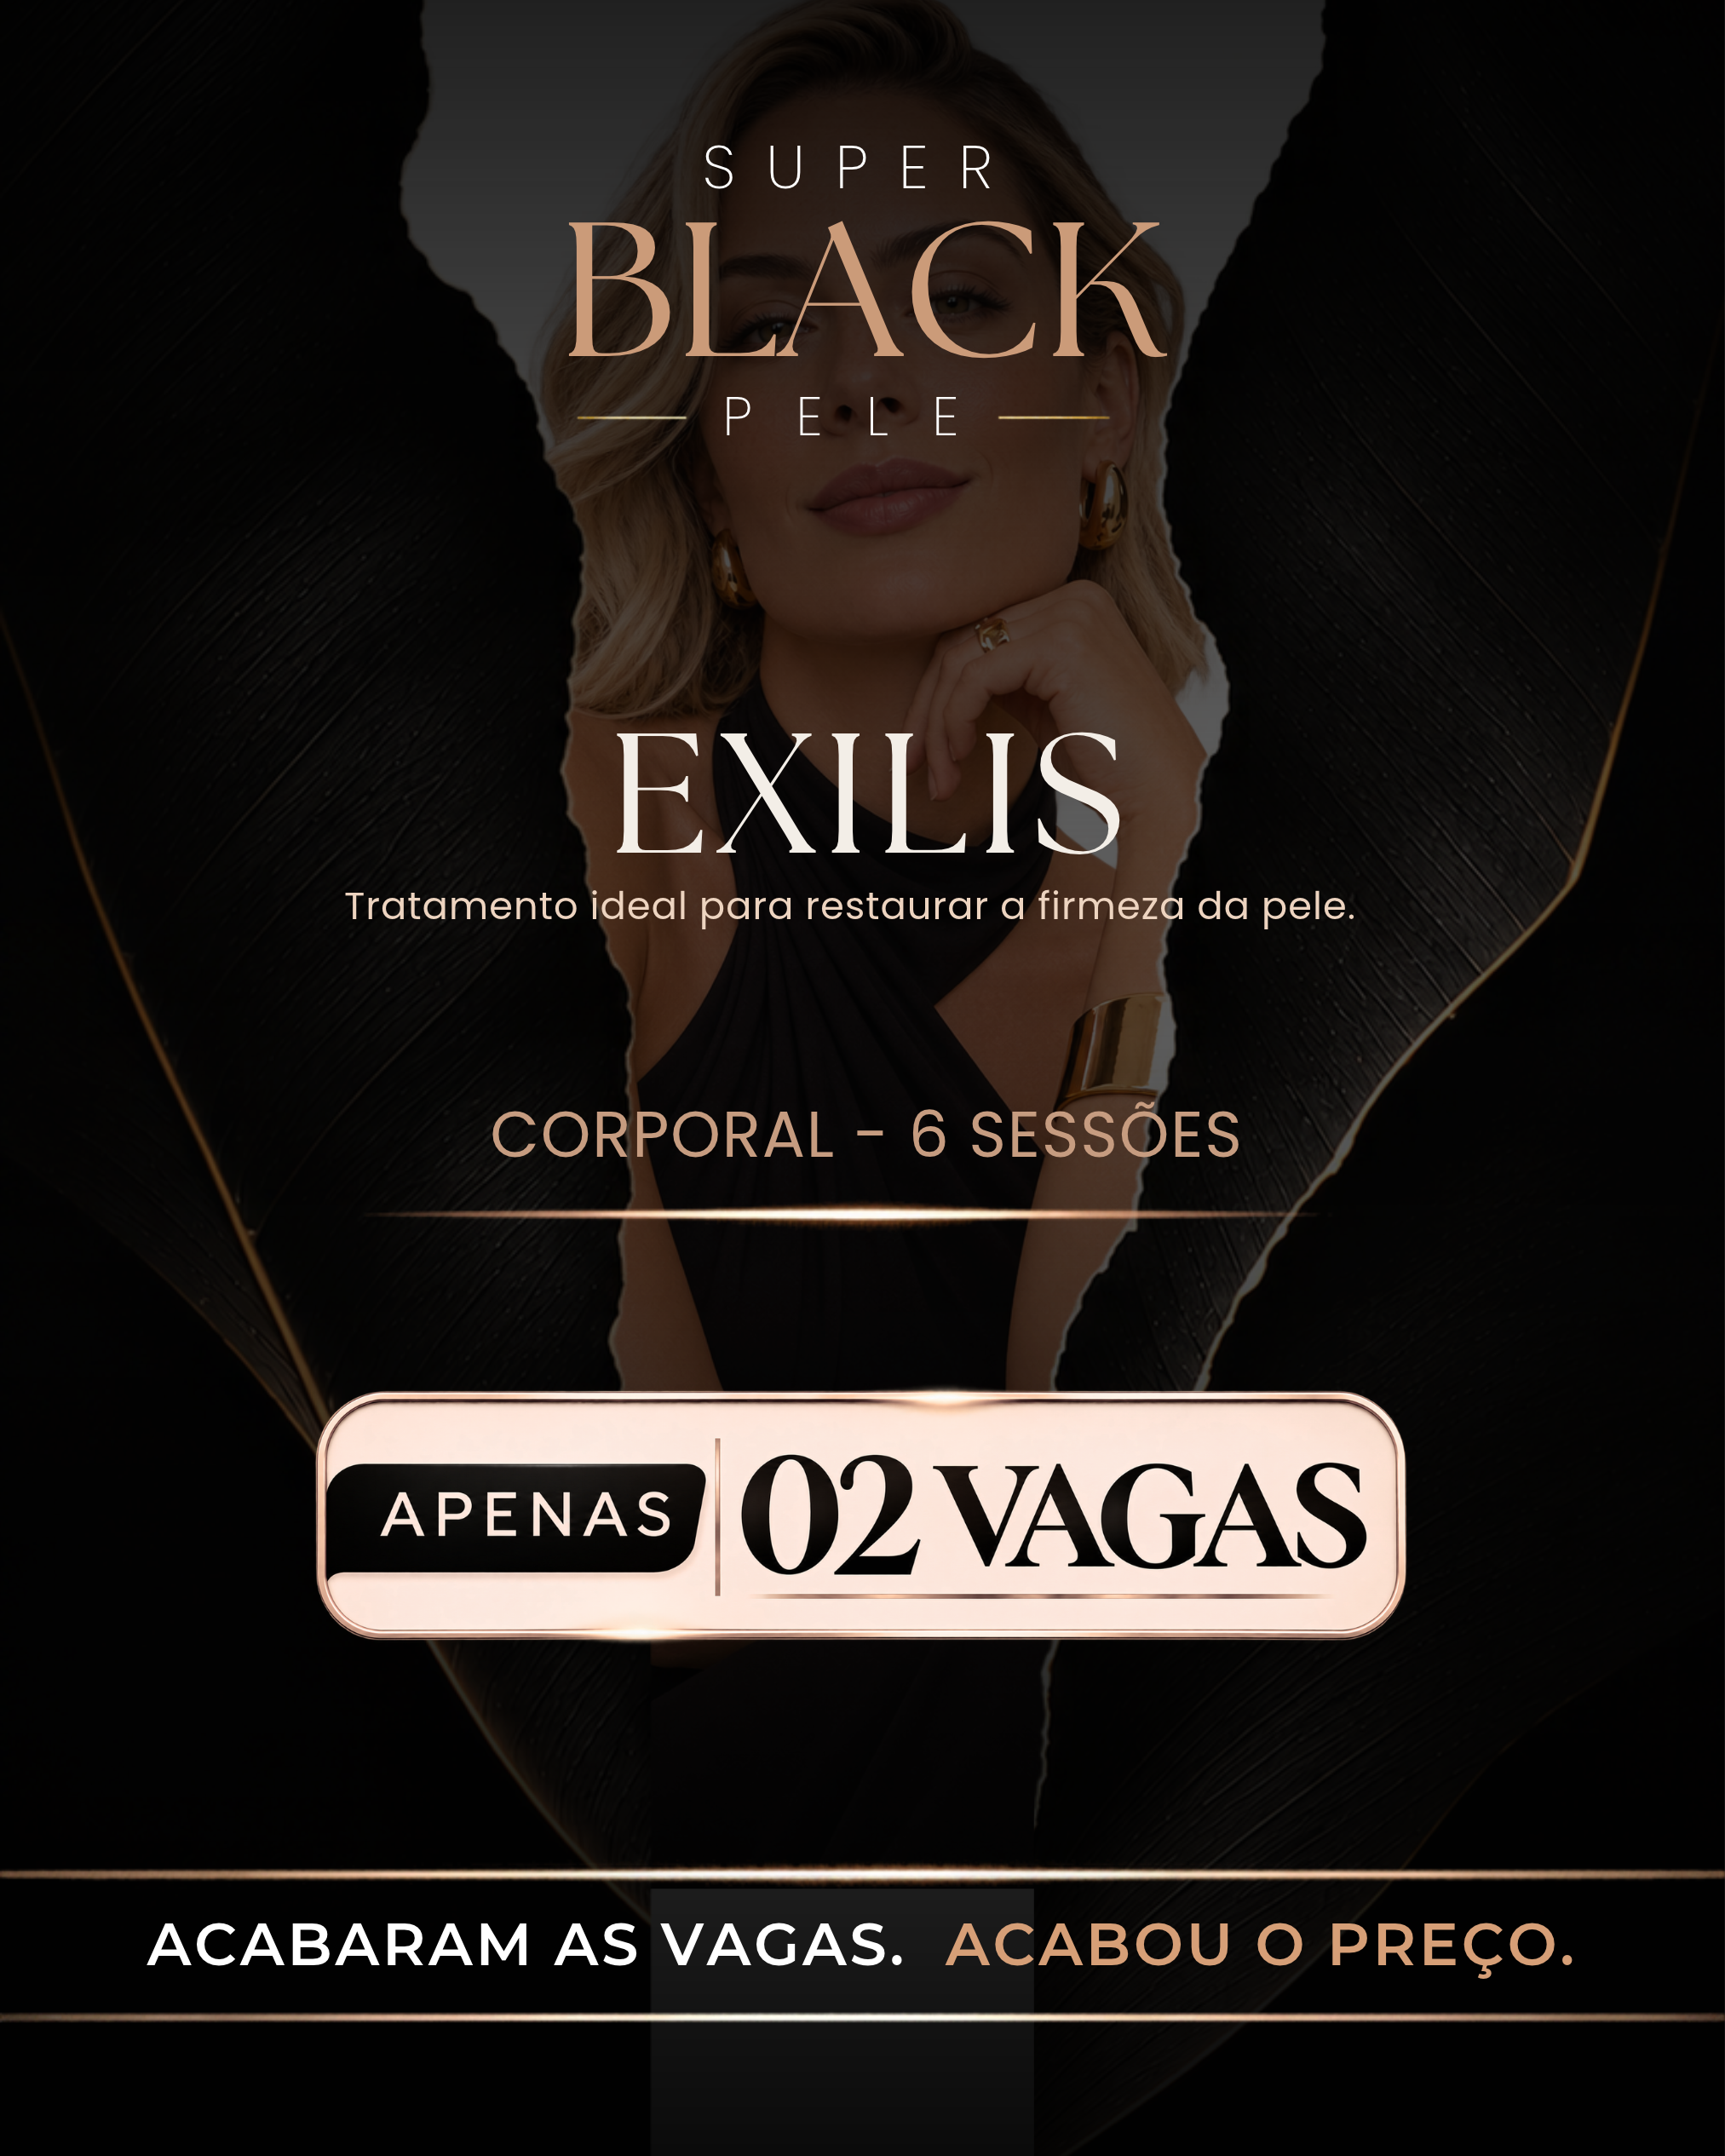 SUPER
BLACK
PELE
EXILIS
Tratamento ideal para restaurar a firmeza da pele.
CORPORAL - 6 SESSÕES
APENAS 02 VAGAS
ACABARAM AS VAGAS. ACABOU O PREÇO.